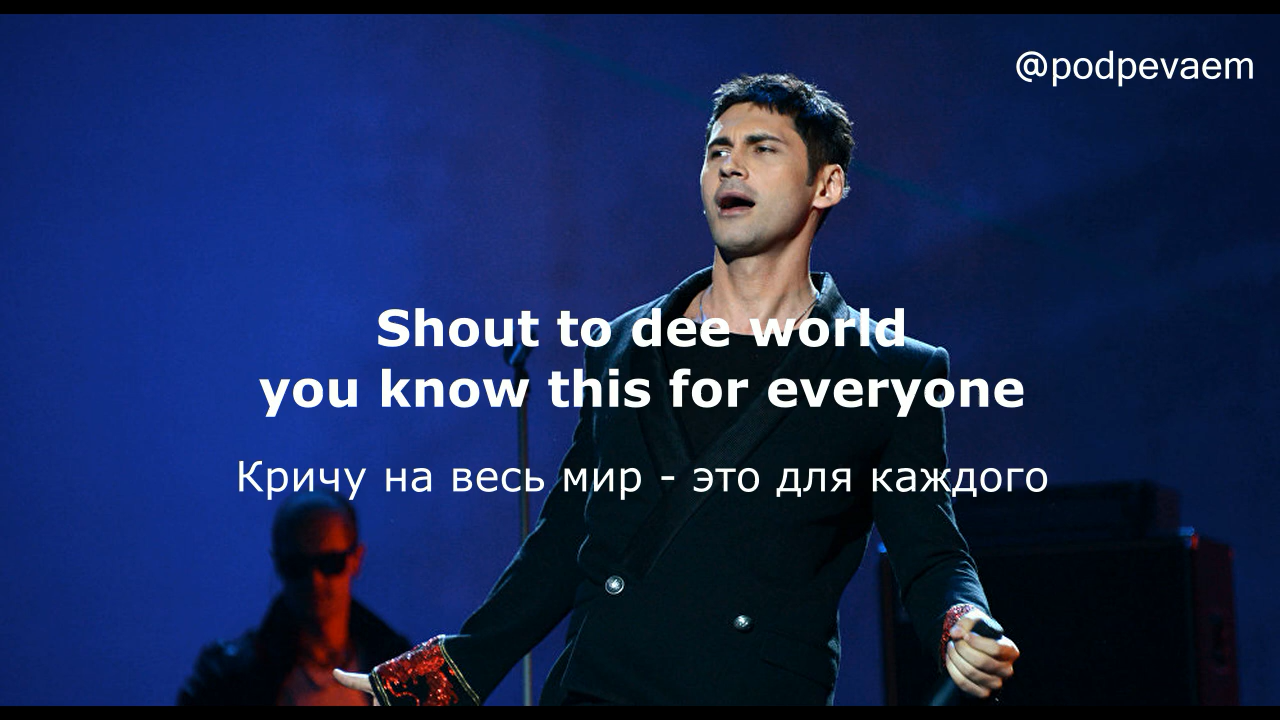 @podpevaem
Shout to dee world
you know this for everyone
Кричу на весь мир - это для каждого